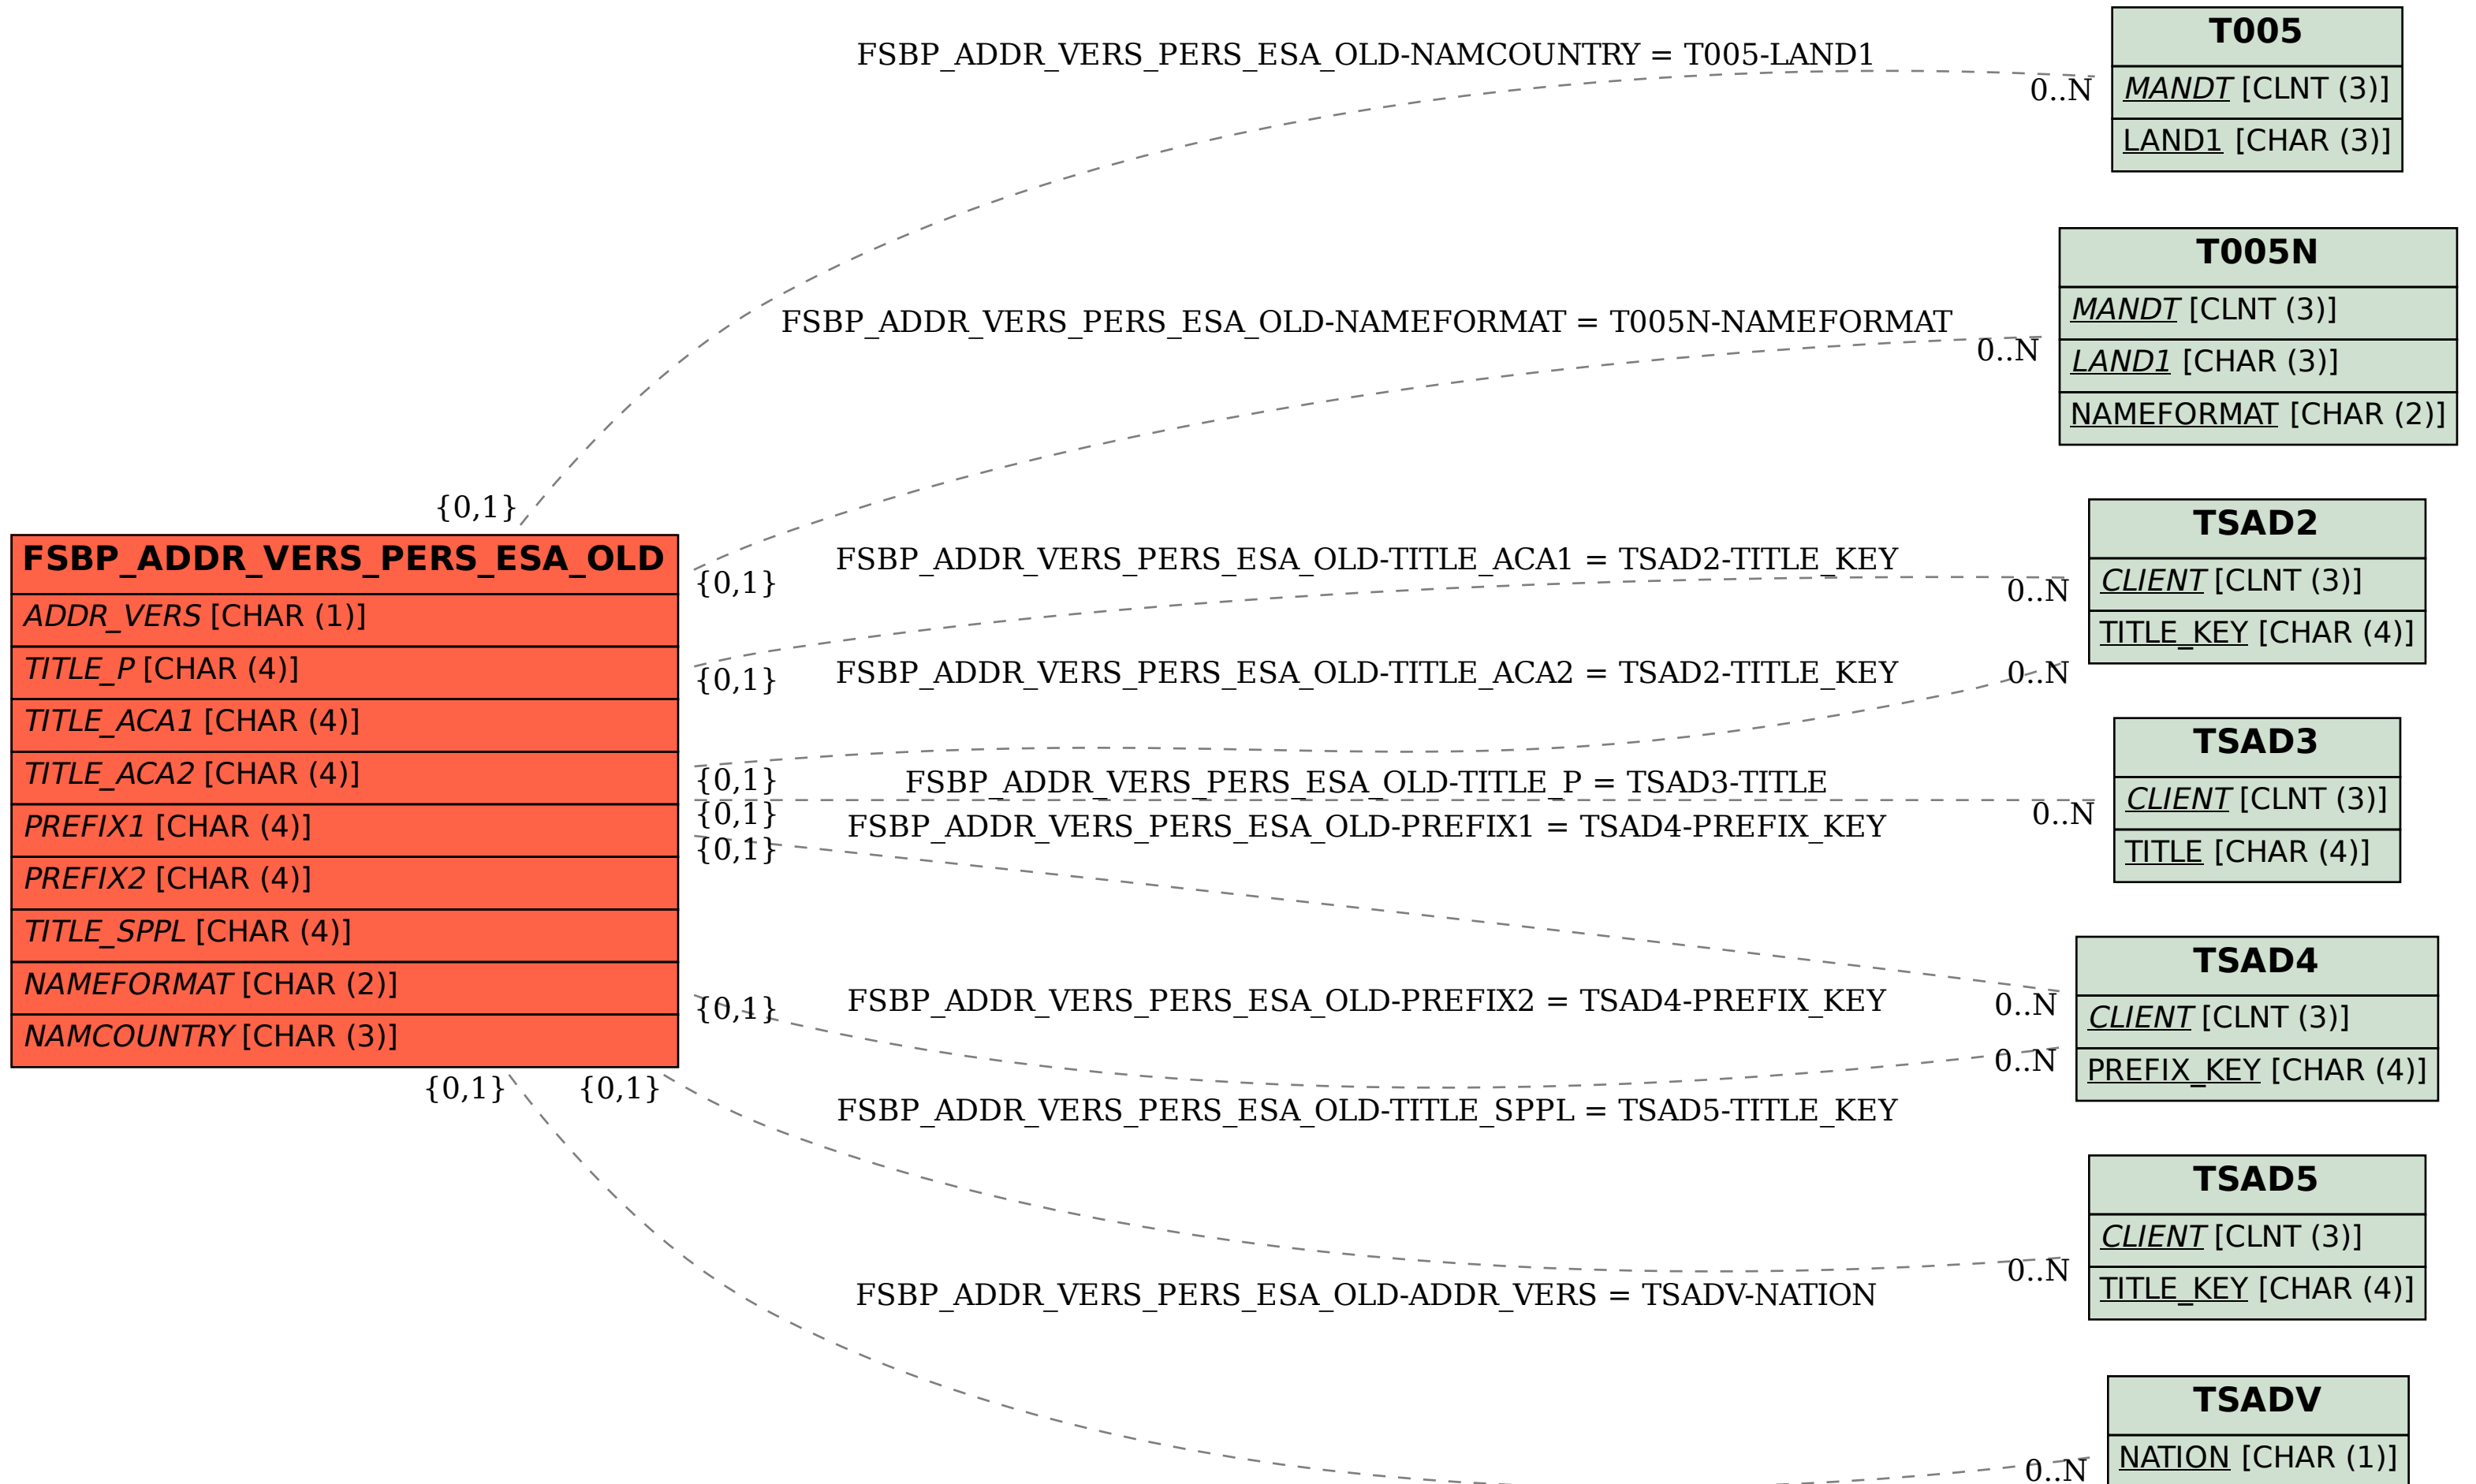 T005
FSBP_ADDR_VERS_PERS_ESA_OLD-NAMCOUNTRY = T005-LAND1
0..N
MANDT [CLNT (3)]
LAND1 [CHAR (3)]
T005N
MANDT [CLNT (3)]
FSBP_ADDR_VERS_PERS_ESA_OLD-NAMEFORMAT = T005N-NAMEFORMAT
0..N
LAND1 [CHAR (3)]
NAMEFORMAT [CHAR (2)]
{0,1}
FSBP_ADDR_VERS_PERS_ESA_OLD
ADDR_VERS [CHAR (1)]
TITLE_P [CHAR (4)]
TITLE_ACA1 [CHAR (4)]
TITLE_ACA2 [CHAR (4)]
PREFIX1 [CHAR (4)]
PREFIX2 [CHAR (4)]
TITLE_SPPL [CHAR (4)]
NAMEFORMAT [CHAR (2)]
NAMCOUNTRY [CHAR (3)]
{0,1}
FSBP_ADDR_VERS_PERS_ESA_OLD-TITLE_ACA1 = TSAD2-TITLE_KEY
0..N
TSAD2
CLIENT [CLNT (3)]
TITLE_KEY [CHAR (4)]
{0,1}
FSBP_ADDR_VERS_PERS_ESA_OLD-TITLE_ACA2 = TSAD2-TITLE_KEY
0..N
{0,1}
FSBP_ADDR_VERS_PERS_ESA_OLD-TITLE_P = TSAD3-TITLE
TSAD3
CLIENT [CLNT (3)]
TITLE [CHAR (4)]
{0,1}
0..N
{0,1}
FSBP_ADDR_VERS_PERS_ESA_OLD-PREFIX1 = TSAD4-PREFIX_KEY
TSAD4
CLIENT [CLNT (3)]
PREFIX_KEY [CHAR (4)]
{0,1}
FSBP_ADDR_VERS_PERS_ESA_OLD-PREFIX2 = TSAD4-PREFIX_KEY
0..N
0..N
{0,1}
{0,1}
FSBP_ADDR_VERS_PERS_ESA_OLD-TITLE_SPPL = TSAD5-TITLE_KEY
TSAD5
CLIENT [CLNT (3)]
TITLE_KEY [CHAR (4)]
0..N
FSBP_ADDR_VERS_PERS_ESA_OLD-ADDR_VERS = TSADV-NATION
TSADV
NATION [CHAR (1)]
0..N